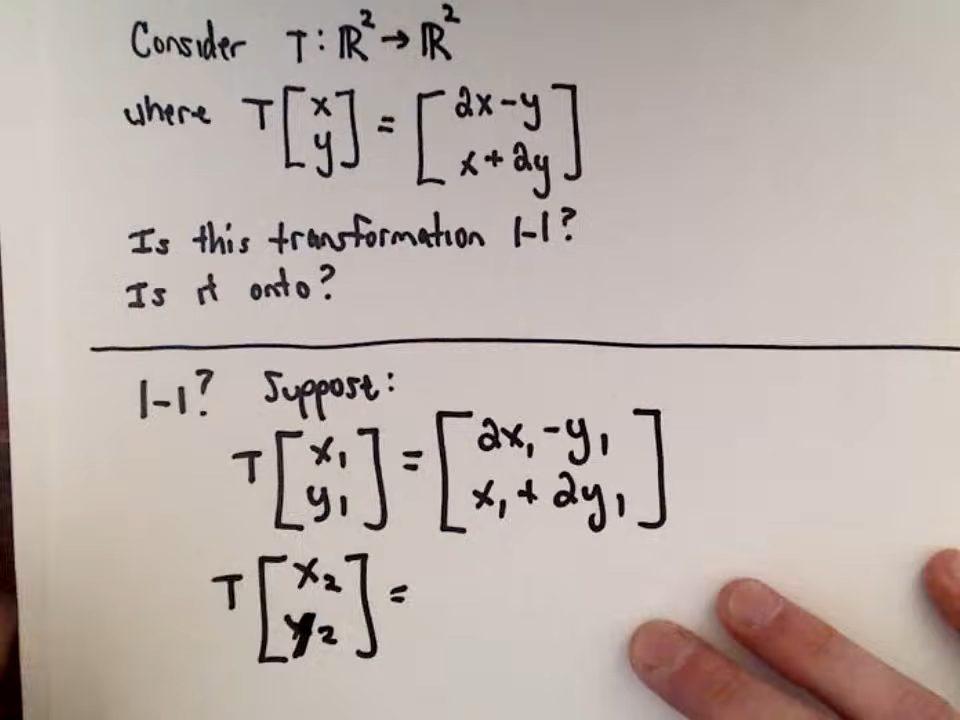 Consider T : ℝ² → ℝ²
where T [x y] = [2x - y x + 2y]
Is this transformation 1-1?
Is it onto?
1-1? Suppose:
T [x₁ y₁] = [2x₁ - y₁ x₁ + 2y₁]
T [x₂ y₂] =